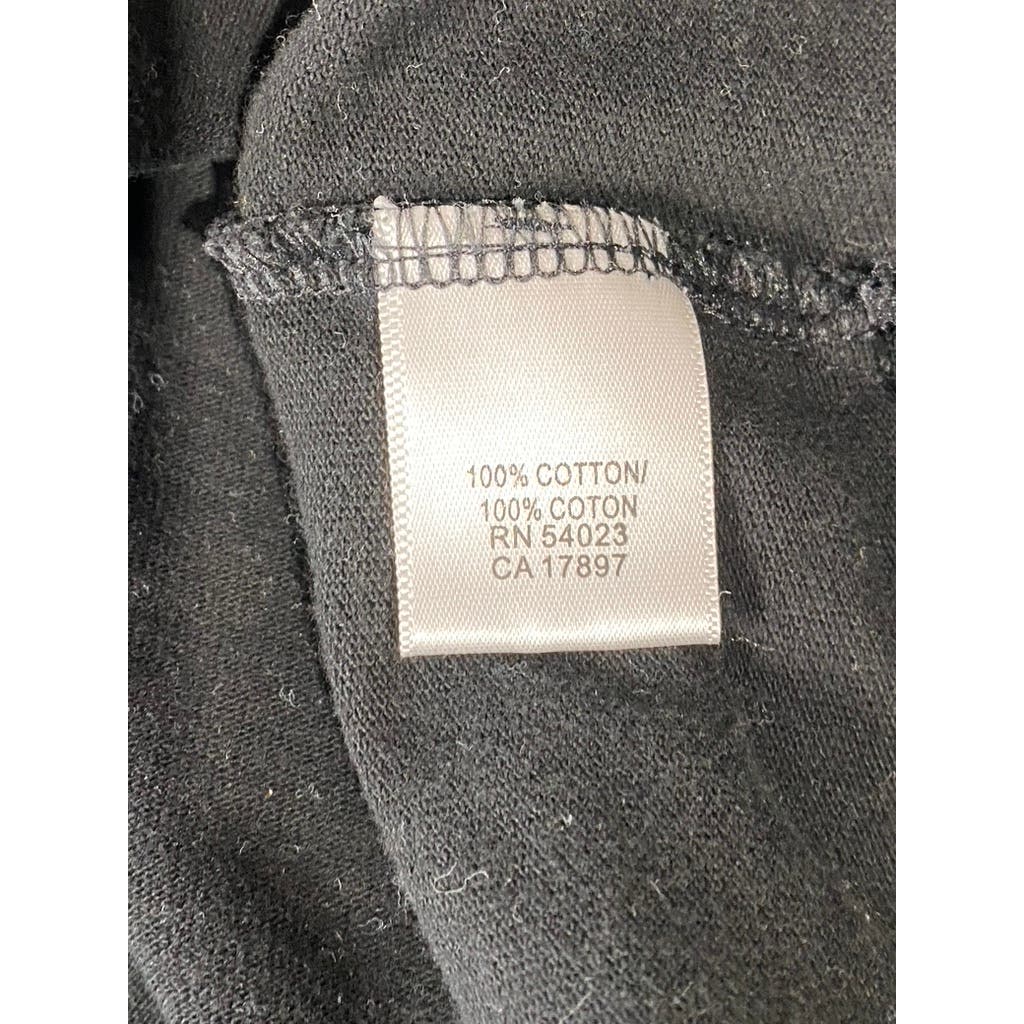 100% COTTON/
100% COTON
RN 54023
CA 17897